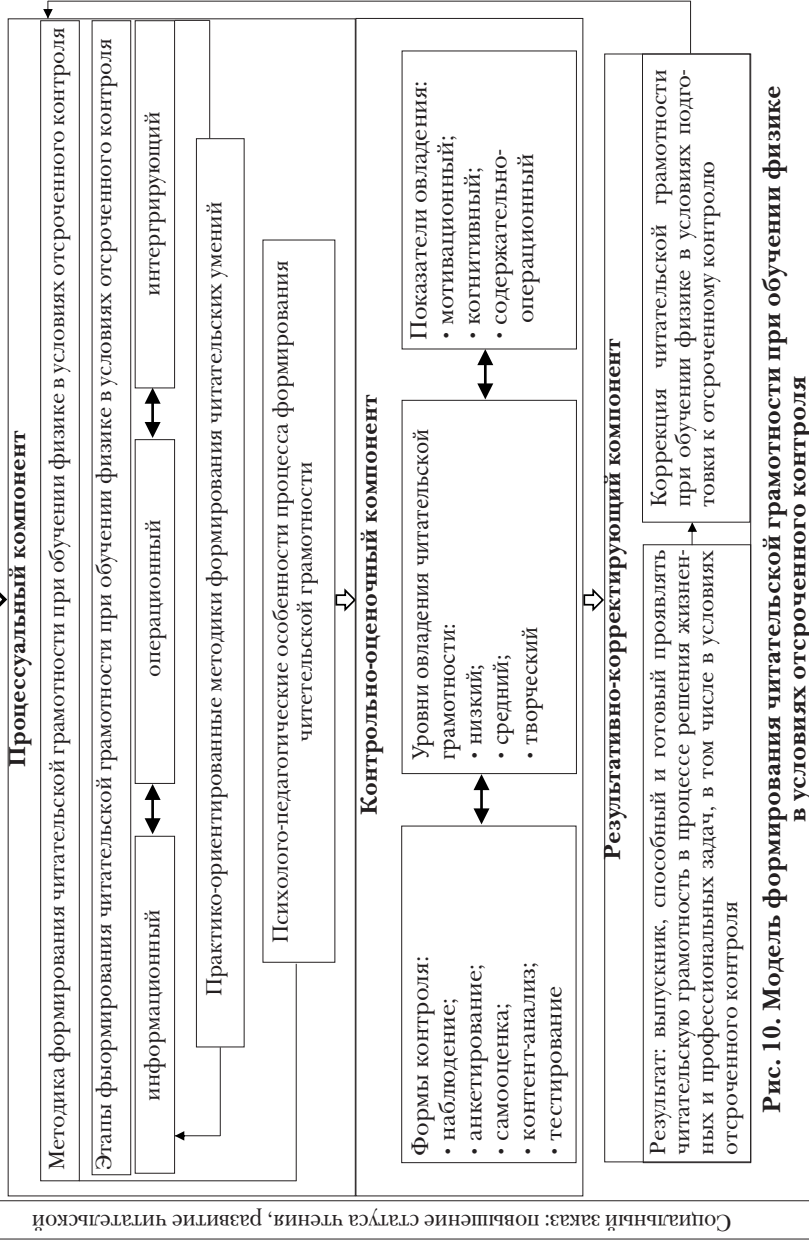 Процессуальный компонент
Методика формирования читательской грамотности при обучении физике в условиях отсроченного контроля
Этапы фыормирования читательской грамотности при обучении физике в условиях отсроченного контроля
информационный
операционный
интегрирующий
Практико-ориентированные методики формирования читательских умений
Психолого-педагогические особенности процесса формирования
читетельской грамотности
Контрольно-оценочный компонент
Формы контроля:
• наблюдение;
• анкетирование;
• самооценка;
• контент-анализ;
• тестирование
Уровни овладения читательской
грамотности:
• низкий;
• средний;
• творческий
Показатели овладения:
• мотивационный;
• когнитивный;
• содержательно-
операционный
Результативно-корректирующий компонент
Результат: выпускник, способный и готовый проявлять
читательскую грамотность в процессе решения жизнен-
ных и профессиональных задач, в том числе в условиях
отсроченного контроля
Коррекция читательской грамотности
при обучении физике в условиях подго-
товки к отсроченному контролю
Социальный заказ: повышение статуса чтения, развитие читательской
Рис. 10. Модель формирования читательской грамотности при обучении физике
в условиях отсроченного контроля